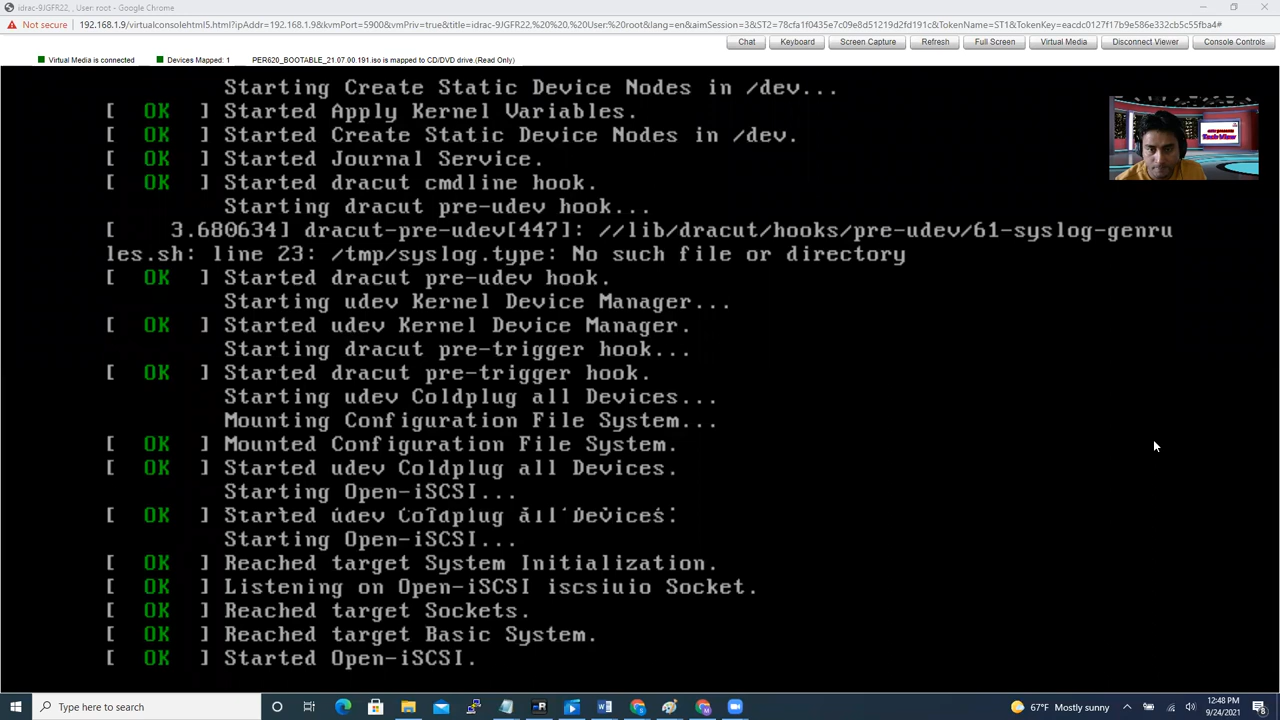 idrac-9JGFR22, , User: root - Google Chrome
Not secure | 192.168.1.9/virtualconsolehtml5.html?ipAddr=192.168.1.9&kvmPort=5900&vmPriv=true&title=idrac-9JGFR22,%20%20,%20User:%20root&lang=en&aimSession=3&ST2=78cfa1f0435e7c09e8d51219d2fd191c&TokenName=ST1&TokenKey=eacdc0127f17b9e586e332cb5c55fba4#
Chat Keyboard Screen Capture Refresh Full Screen Virtual Media Disconnect Viewer Console Controls
Virtual Media is connected Devices Mapped: 1 PER620_BOOTABLE_21.07.00.191.iso is mapped to CD/DVD drive.(Read Only)
Starting Create Static Device Nodes in /dev...
[ OK ] Started Apply Kernel Variables.
[ OK ] Started Create Static Device Nodes in /dev.
[ OK ] Started Journal Service.
[ OK ] Started dracut cmdline hook.
Starting dracut pre-udev hook...
[ 3.680634] dracut-pre-udev[447]: //lib/dracut/hooks/pre-udev/61-syslog-genru
les.sh: line 23: /tmp/syslog.type: No such file or directory
[ OK ] Started dracut pre-udev hook.
Starting udev Kernel Device Manager...
[ OK ] Started udev Kernel Device Manager.
Starting dracut pre-trigger hook...
[ OK ] Started dracut pre-trigger hook.
Starting udev Coldplug all Devices...
Mounting Configuration File System...
[ OK ] Mounted Configuration File System.
[ OK ] Started udev Coldplug all Devices.
Starting Open-iSCSI...
[ OK ] Started udev Coldplug all Devices.
Starting Open-iSCSI...
[ OK ] Reached target System Initialization.
[ OK ] Listening on Open-iSCSI iscsiuio Socket.
[ OK ] Reached target Sockets.
[ OK ] Reached target Basic System.
[ OK ] Started Open-iSCSI.
Type here to search
67°F Mostly sunny
12:48 PM
9/24/2021